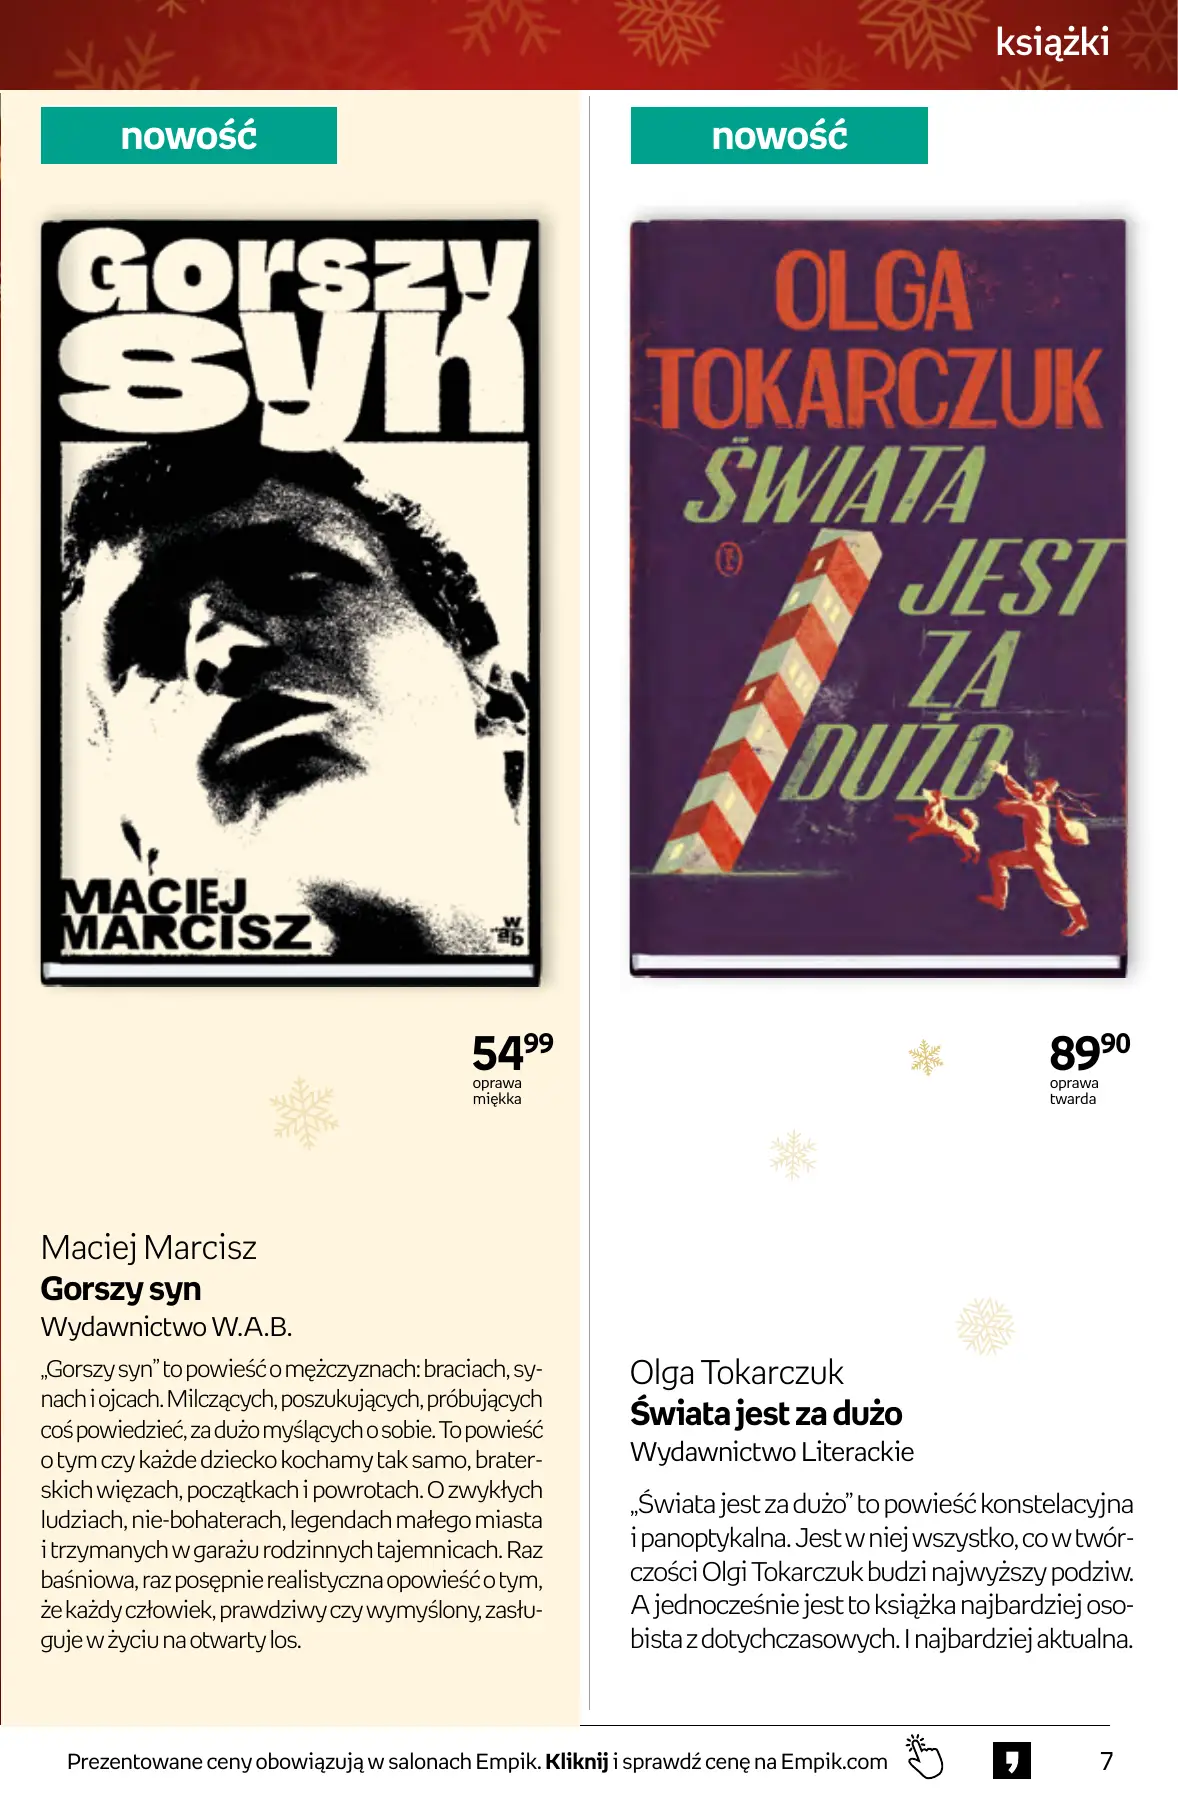 książki
nowość
Gorszy
syn
MACIEJ
MARCISZ
wab
54 99
oprawa
miękka
Maciej Marcisz
Gorszy syn
Wydawnictwo W.A.B.
„Gorszy syn” to powieść o mężczyznach: braciach, sy-
nach i ojcach. Milczących, poszukujących, próbujących
coś powiedzieć, za dużo myślących o sobie. To powieść
o tym czy każde dziecko kochamy tak samo, brater-
skich więzach, początkach i powrotach. O zwykłych
ludziach, nie-bohaterach, legendach małego miasta
i trzymanych w garażu rodzinnych tajemnicach. Raz
baśniowa, raz posępnie realistyczna opowieść o tym,
że każdy człowiek, prawdziwy czy wymyślony, zasłu-
guje w życiu na otwarty los.
nowość
OLGA
TOKARCZUK
ŚWIATA
JEST
ZA
DUŻO
89 90
oprawa
twarda
Olga Tokarczuk
Świata jest za dużo
Wydawnictwo Literackie
„Świata jest za dużo” to powieść konstelacyjna
i panoptykalna. Jest w niej wszystko, co w twór-
czości Olgi Tokarczuk budzi najwyższy podziw.
A jednocześnie jest to książka najbardziej oso-
bista z dotychczasowych. I najbardziej aktualna.
Prezentowane ceny obowiązują w salonach Empik. Kliknij i sprawdź cenę na Empik.com
7